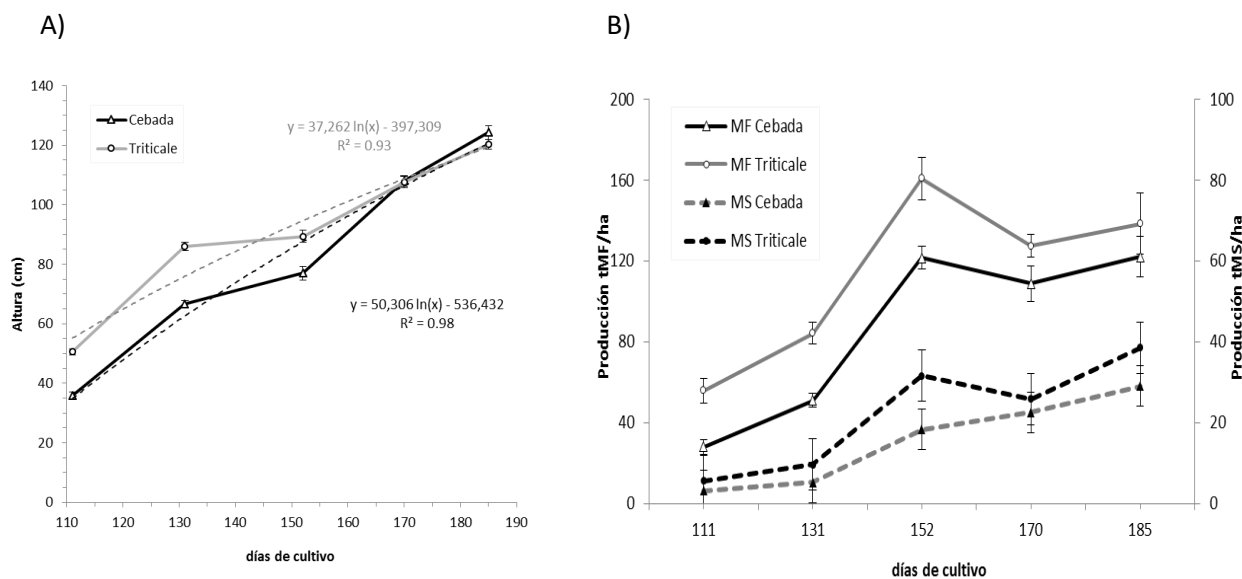 A)
140
120
100
80
60
40
20
0
Altura (cm)
Cebada
Triticale
y = 37,262 ln(x) - 397,309
R² = 0.93
y = 50,306 ln(x) - 536,432
R² = 0.98
110 120 130 140 152 160 170 180 190
días de cultivo
B)
200
160
120
80
40
0
Producción tMF/ha
MF Cebada
MF Triticale
MS Cebada
MS Triticale
100
80
60
40
20
0
Producción tMS/ha
111 131 152 170 185
días de cultivo